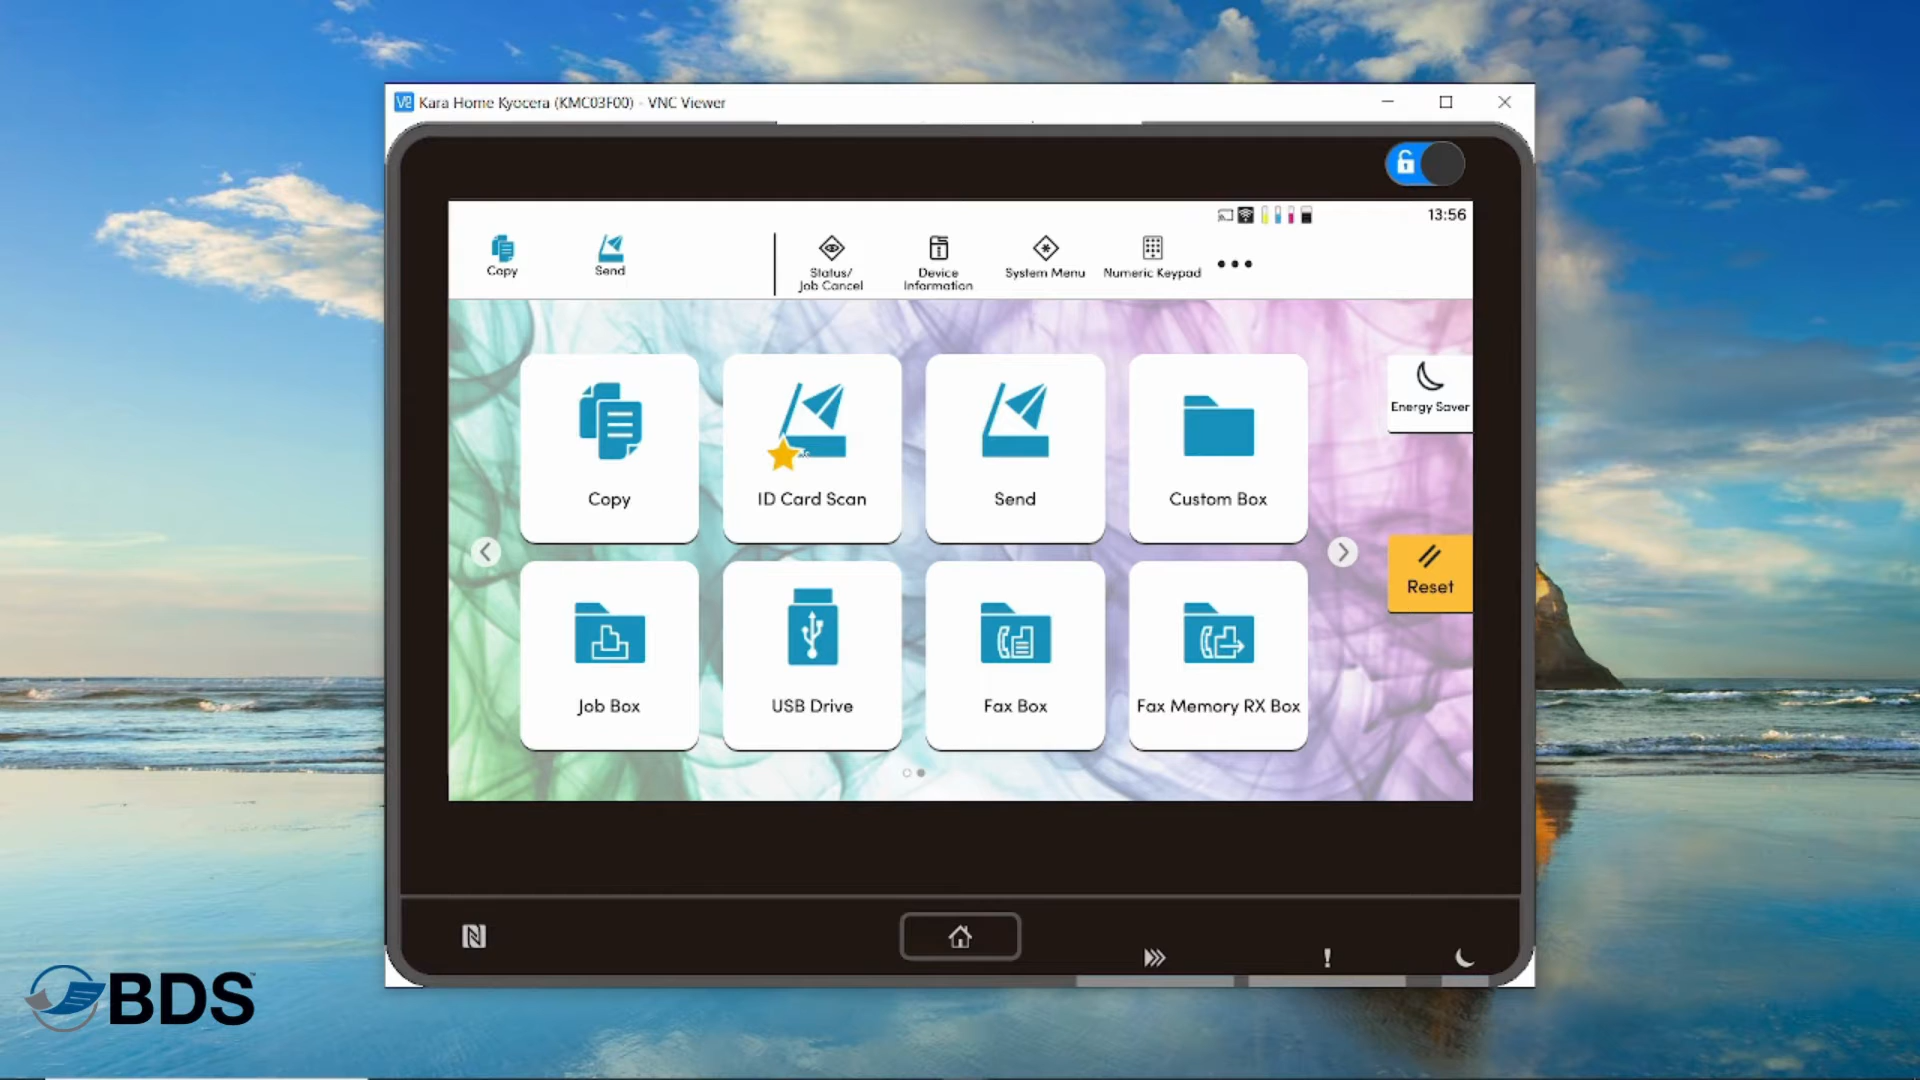 V2 Kara Home Kyocera (KMC03F00) - VNC Viewer
13:56
Copy
Send
Status/
Job Cancel
Device
Information
System Menu
Numeric Keypad
Copy
ID Card Scan
Send
Custom Box
Energy Saver
Reset
Job Box
USB Drive
Fax Box
Fax Memory RX Box
BDS™